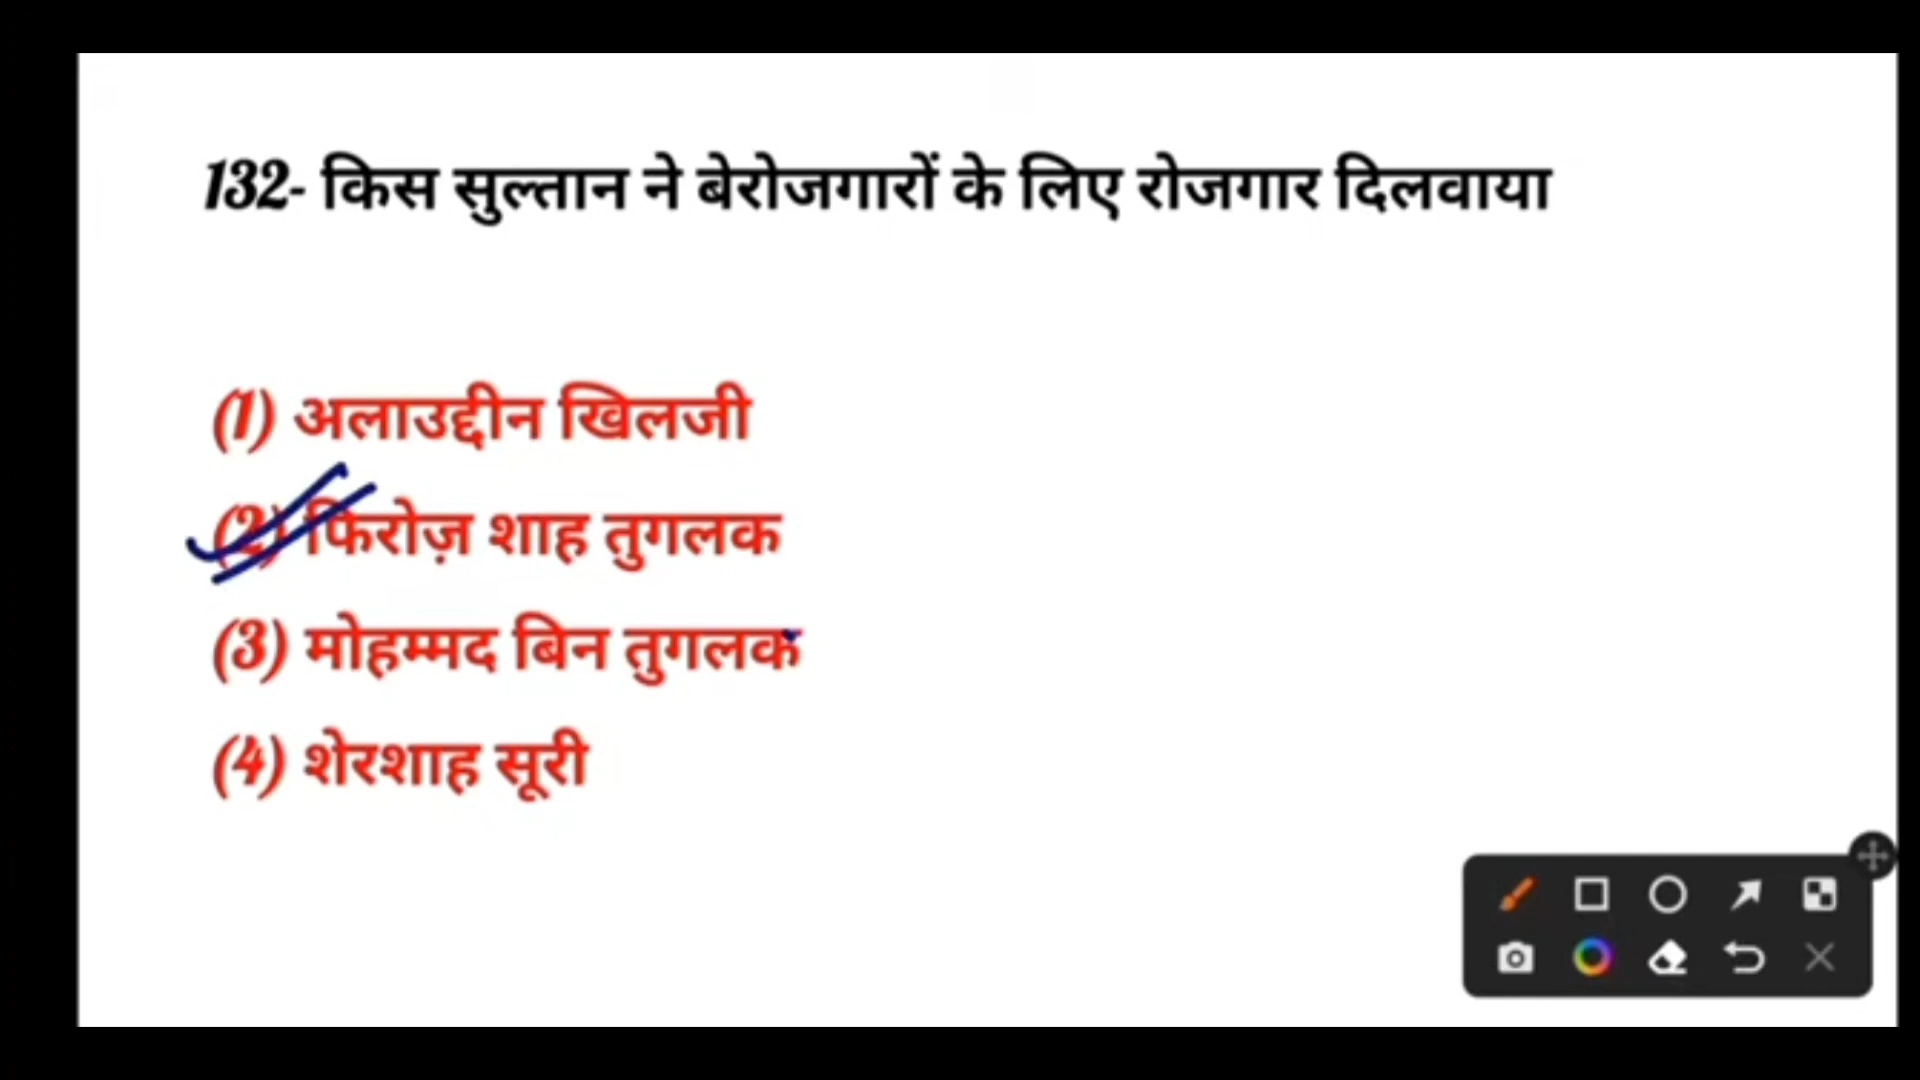 132- किस सुल्तान ने बेरोजगारों के लिए रोजगार दिलवाया
(1) अलाउद्दीन खिलजी
(2) फिरोज़ शाह तुगलक
(3) मोहम्मद बिन तुगलक
(4) शेरशाह सूरी